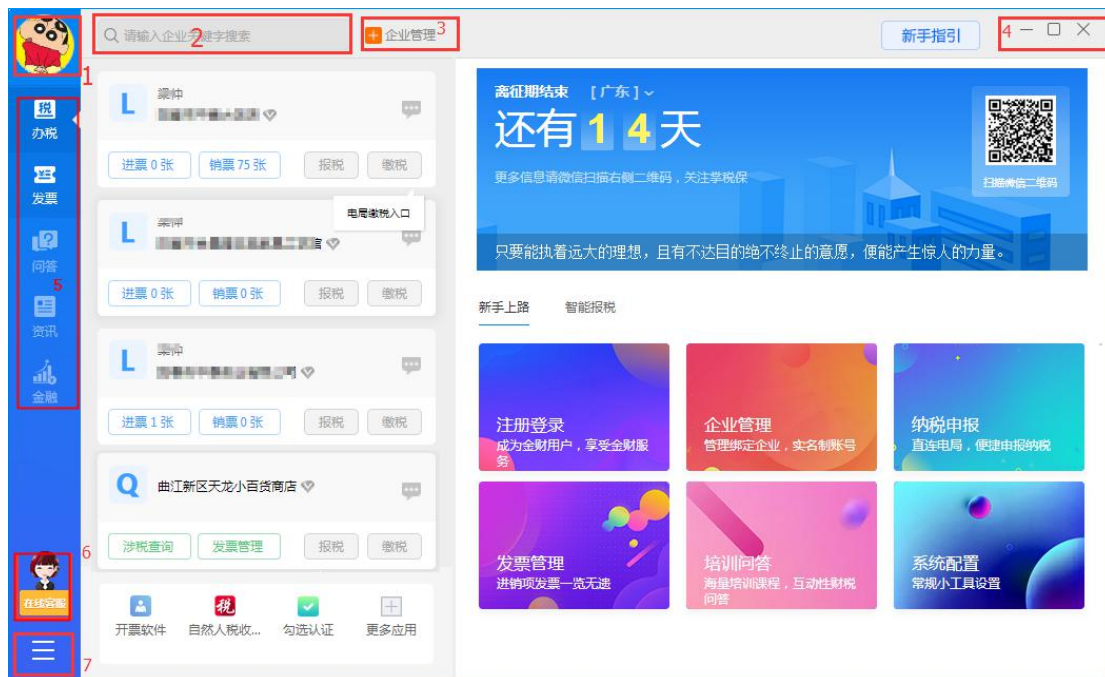 请输入企业关键字搜索
2
企业管理
3
新手指引
4
1
税
办税
发票
问答
5
资讯
金融
6
在线客服
7
L
梁仲
进票 0 张
销票 75 张
报税
缴税
电局缴税入口
L
梁仲
进票 0 张
销票 0 张
报税
缴税
L
梁仲
进票 1 张
销票 0 张
报税
缴税
Q
曲江新区天龙小百货商店
涉税查询
发票管理
报税
缴税
开票软件
税
自然人税收...
勾选认证
更多应用
离征期结束 [广东]
还有14天
更多信息请微信扫描右侧二维码，关注掌税保
扫描微信二维码
只要能执着远大的理想，且有不达目的绝不终止的意愿，便能产生惊人的力量。
新手上路
智能报税
注册登录
成为金财用户，享受金财服
务
企业管理
管理绑定企业，实名制账号
纳税申报
直连电局，便捷申报纳税
发票管理
进销项发票一览无遗
培训问答
海量培训课程，互动性财税
问答
系统配置
常规小工具设置